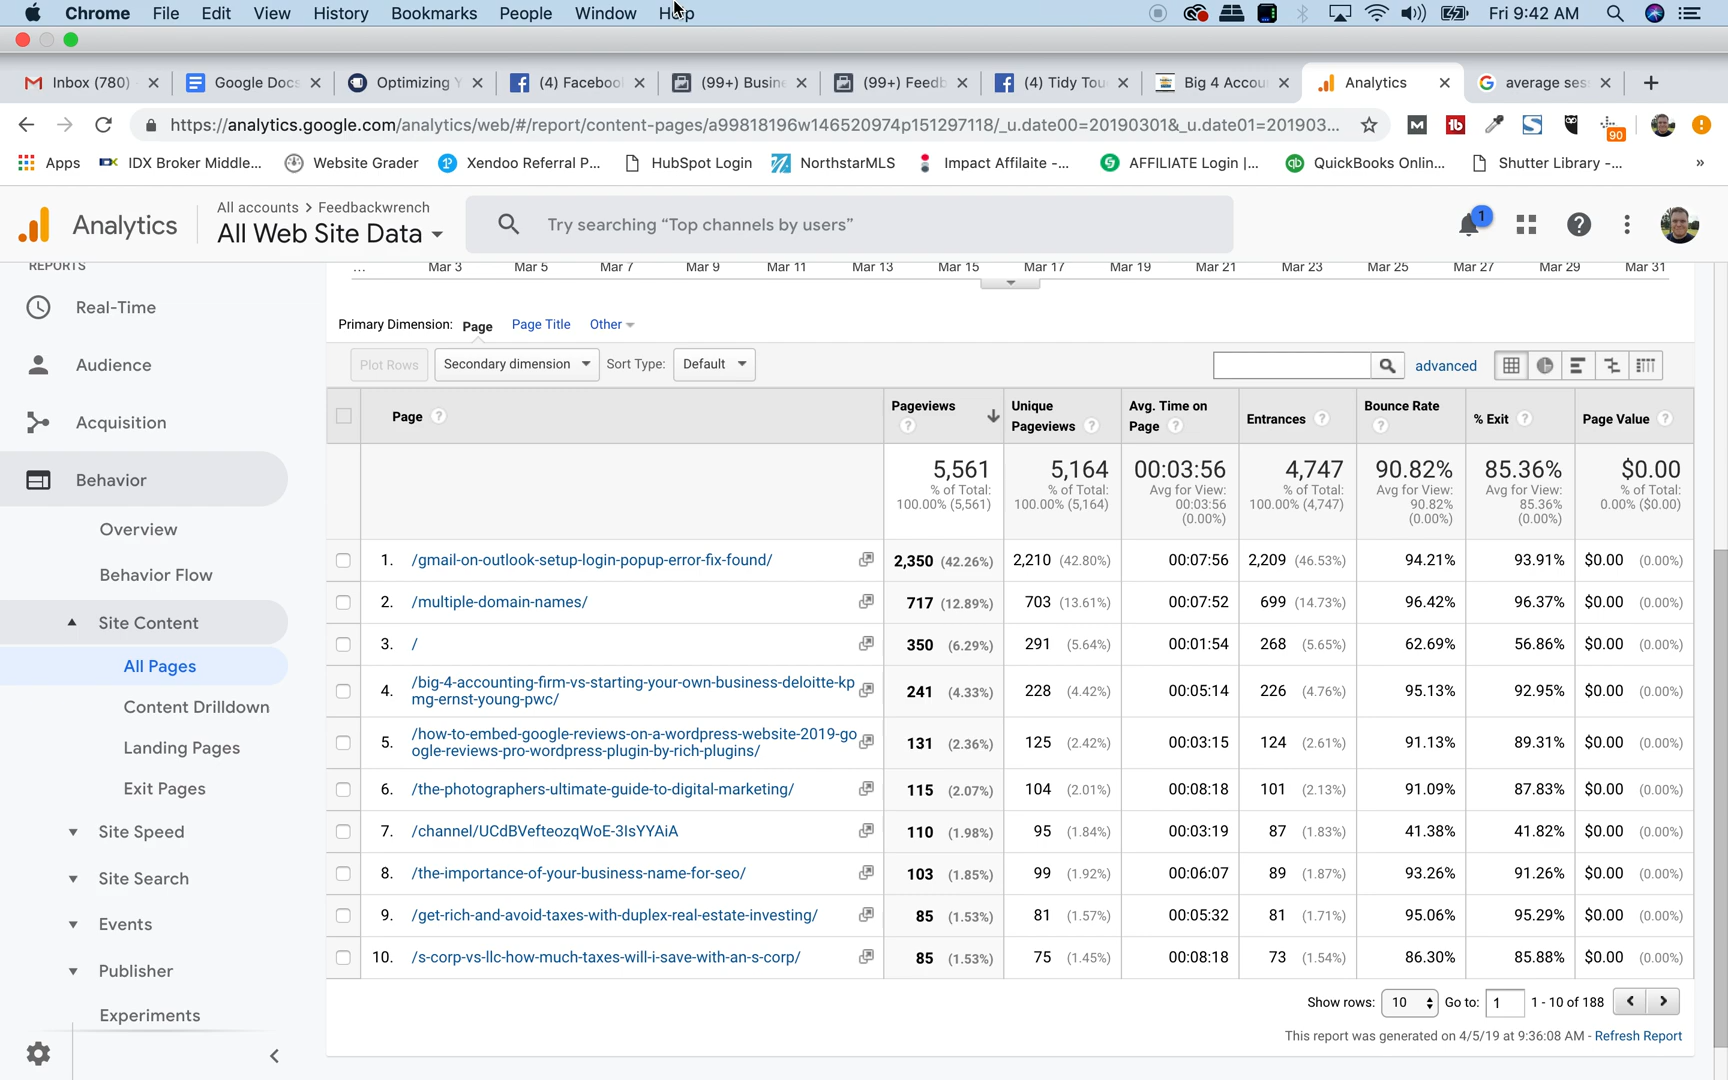 Chrome File Edit View History Bookmarks People Window Help Fri 9:42 AM
Inbox (780) Google Docs Optimizing Y (4) Faceboo (99+) Busine (99+) Feedb (4) Tidy Tou Big 4 Accou Analytics average ses
https://analytics.google.com/analytics/web/#/report/content-pages/a99818196w146520974p151297118/_u.date00=20190301&_u.date01=201903... 90
Apps IDX Broker Middle... Website Grader Xendoo Referral P... HubSpot Login NorthstarMLS Impact Affilaite -... AFFILIATE Login |... QuickBooks Onlin... Shutter Library -... »
Analytics
All accounts > Feedbackwrench
All Web Site Data
Try searching “Top channels by users”
1
REPORTS
Real-Time
Audience
Acquisition
Behavior
Overview
Behavior Flow
Site Content
All Pages
Content Drilldown
Landing Pages
Exit Pages
Site Speed
Site Search
Events
Publisher
Experiments
... Mar 3 Mar 5 Mar 7 Mar 9 Mar 11 Mar 13 Mar 15 Mar 17 Mar 19 Mar 21 Mar 23 Mar 25 Mar 27 Mar 29 Mar 31
Primary Dimension: Page Page Title Other
Plot Rows Secondary dimension Sort Type: Default advanced
Page Pageviews Unique Pageviews Avg. Time on Page Entrances Bounce Rate % Exit Page Value
5,561 5,164 00:03:56 4,747 90.82% 85.36% $0.00
% of Total: % of Total: Avg for View: % of Total: Avg for View: Avg for View: % of Total:
100.00% (5,561) 100.00% (5,164) 00:03:56 100.00% (4,747) 90.82% 85.36% 0.00% ($0.00)
(0.00%) (0.00%) (0.00%)
1. /gmail-on-outlook-setup-login-popup-error-fix-found/ 2,350 (42.26%) 2,210 (42.80%) 00:07:56 2,209 (46.53%) 94.21% 93.91% $0.00 (0.00%)
2. /multiple-domain-names/ 717 (12.89%) 703 (13.61%) 00:07:52 699 (14.73%) 96.42% 96.37% $0.00 (0.00%)
3. / 350 (6.29%) 291 (5.64%) 00:01:54 268 (5.65%) 62.69% 56.86% $0.00 (0.00%)
4. /big-4-accounting-firm-vs-starting-your-own-business-deloitte-kp
mg-ernst-young-pwc/ 241 (4.33%) 228 (4.42%) 00:05:14 226 (4.76%) 95.13% 92.95% $0.00 (0.00%)
5. /how-to-embed-google-reviews-on-a-wordpress-website-2019-go
ogle-reviews-pro-wordpress-plugin-by-rich-plugins/ 131 (2.36%) 125 (2.42%) 00:03:15 124 (2.61%) 91.13% 89.31% $0.00 (0.00%)
6. /the-photographers-ultimate-guide-to-digital-marketing/ 115 (2.07%) 104 (2.01%) 00:08:18 101 (2.13%) 91.09% 87.83% $0.00 (0.00%)
7. /channel/UCdBVefteozqWoE-3IsYYAiA 110 (1.98%) 95 (1.84%) 00:03:19 87 (1.83%) 41.38% 41.82% $0.00 (0.00%)
8. /the-importance-of-your-business-name-for-seo/ 103 (1.85%) 99 (1.92%) 00:06:07 89 (1.87%) 93.26% 91.26% $0.00 (0.00%)
9. /get-rich-and-avoid-taxes-with-duplex-real-estate-investing/ 85 (1.53%) 81 (1.57%) 00:05:32 81 (1.71%) 95.06% 95.29% $0.00 (0.00%)
10. /s-corp-vs-llc-how-much-taxes-will-i-save-with-an-s-corp/ 85 (1.53%) 75 (1.45%) 00:08:18 73 (1.54%) 86.30% 85.88% $0.00 (0.00%)
Show rows: 10 Go to: 1 1 - 10 of 188
This report was generated on 4/5/19 at 9:36:08 AM - Refresh Report